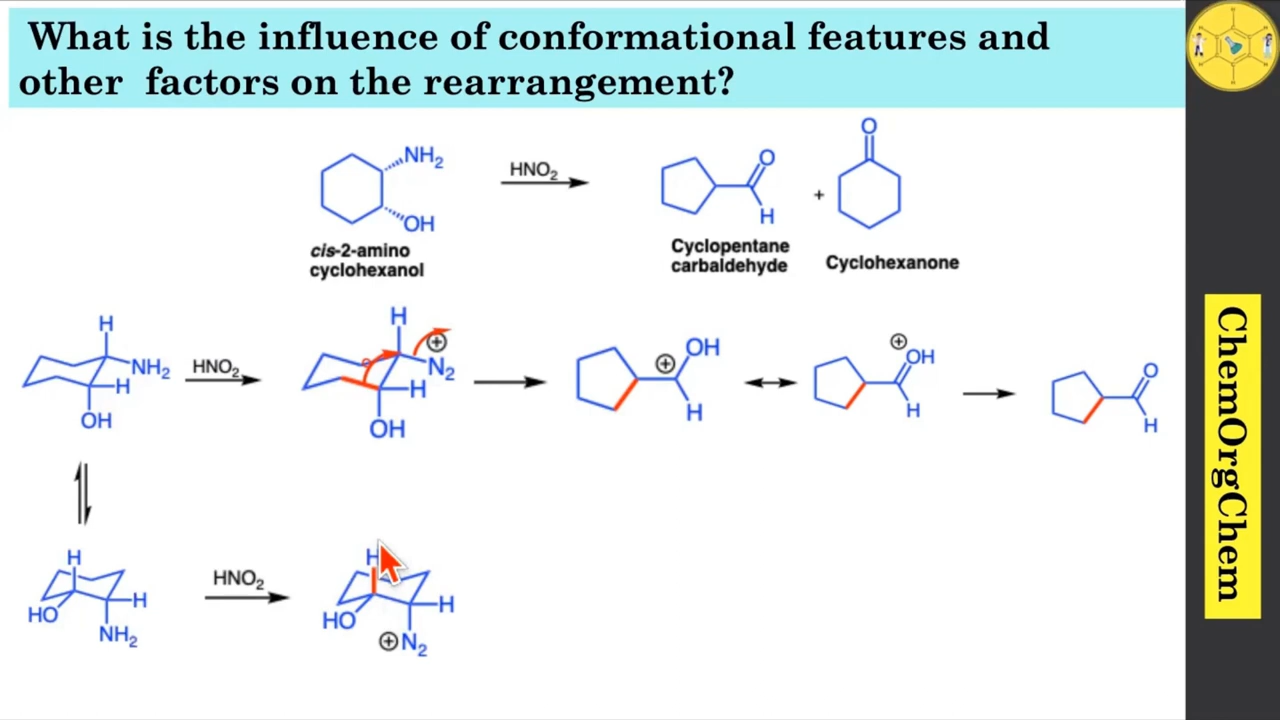 What is the influence of conformational features and
other factors on the rearrangement?
NH2
OH
cis-2-amino
cyclohexanol
HNO2
O
H
Cyclopentane
carbaldehyde
+
O
Cyclohexanone
H
NH2
H
OH
HNO2
H
⊕
N2
H
OH
⊕
OH
H
⊕
OH
H
O
H
H
HO
H
NH2
HNO2
H
HO
H
⊕N2
ChemOrgChem